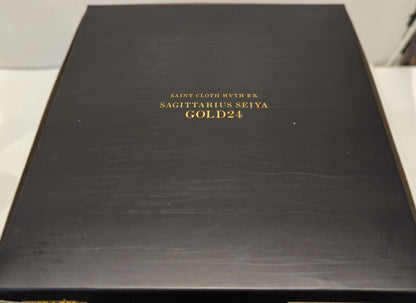 SAINT CLOTH MYTH EX
SAGITTARIUS SEIYA
GOLD24